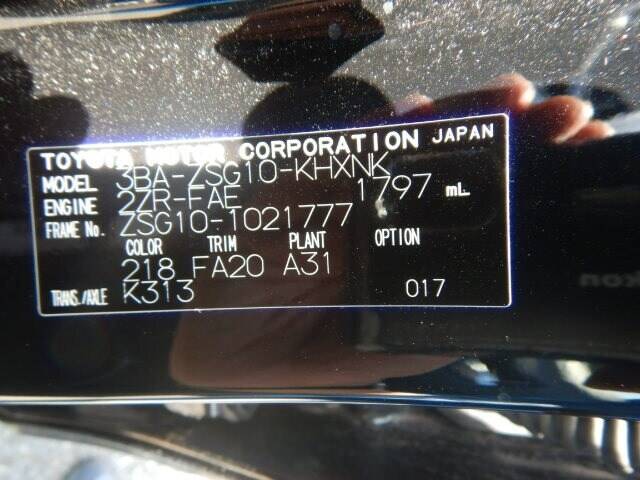 TOYOTA MOTOR CORPORATION JAPAN
MODEL 3BA-ZSG10-KHXNK
ENGINE 2ZR-FAE 1797 mL
FRAME No. ZSG10-1021777
COLOR TRIM PLANT OPTION
218 FA20 A31
TRANS./AXLE K313 017